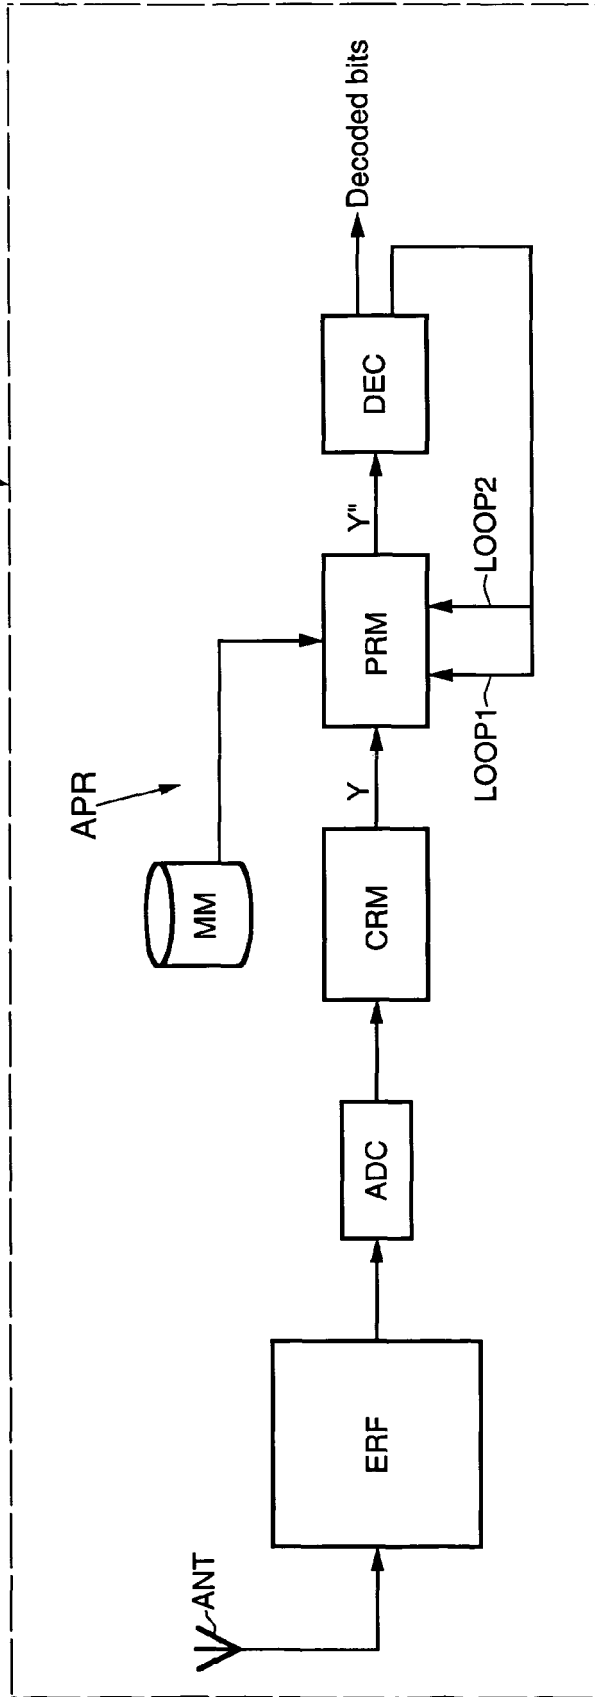 ANT
ERF
ADC
CRM
MM
APR
Y
PRM
LOOP1
LOOP2
Y"
DEC
Decoded bits